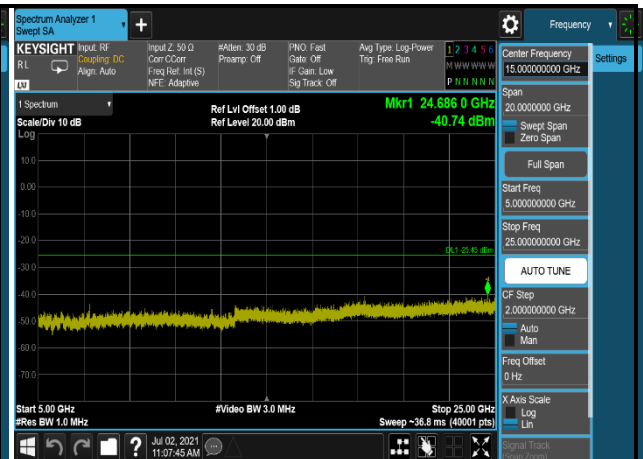 Spectrum Analyzer 1
Swept SA
+
Frequency
Settings
KEYSIGHT
RL
LXI
Input: RF
Coupling: DC
Align: Auto
Input Z: 50 Ω
Corr CCorr
Freq Ref: Int (S)
NFE: Adaptive
#Atten: 30 dB
Preamp: Off
PNO: Fast
Gate: Off
IF Gain: Low
Sig Track: Off
Avg Type: Log-Power
Trig: Free Run
1 2 3 4 5 6
M W W W W W
P N N N N N
1 Spectrum
Scale/Div 10 dB
Log
Ref Lvl Offset 1.00 dB
Ref Level 20.00 dBm
Mkr1 24.686 0 GHz
-40.74 dBm
10.0
0.00
-10.0
-20.0
DL1 -25.45 dBm
-30.0
-40.0
-50.0
-60.0
-70.0
Start 5.00 GHz
#Res BW 1.0 MHz
#Video BW 3.0 MHz
Stop 25.00 GHz
Sweep ~36.8 ms (40001 pts)
Jul 02, 2021
11:07:45 AM
Center Frequency
15.000000000 GHz
Span
20.0000000 GHz
Swept Span
Zero Span
Full Span
Start Freq
5.000000000 GHz
Stop Freq
25.000000000 GHz
AUTO TUNE
CF Step
2.000000000 GHz
Auto
Man
Freq Offset
0 Hz
X Axis Scale
Log
Lin
Signal Track
(Span Zoom)